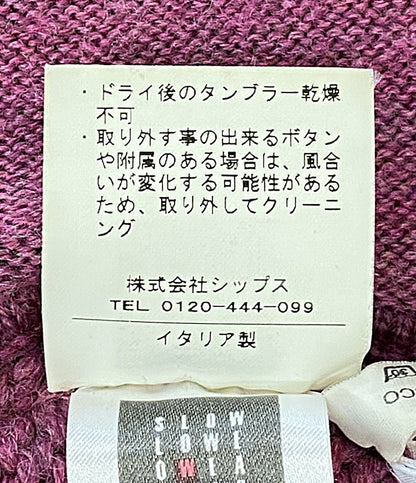 ・ドライ後のタンブラー乾燥
不可
・取り外す事の出来るボタン
や附属のある場合は、風合
いが変化する可能性がある
ため、取り外してクリーニ
ング
株式会社シップス
TEL 0120-444-099
イタリア製
SLOW
LOWE
OWEA